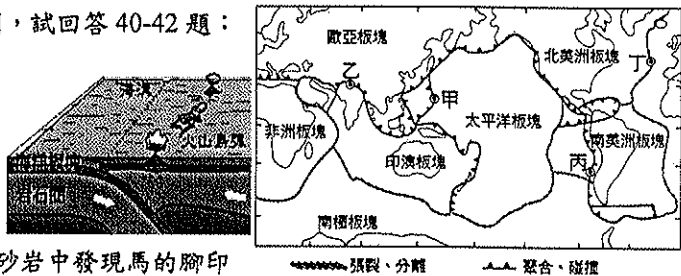 ，試回答 40-42 題：
海溝
火山島弧
歐亞板塊
北美洲板塊
乙
丁
甲
非洲板塊
太平洋板塊
南美洲板塊
印澳板塊
丙
南極板塊
張裂、分離
聚合、碰撞
砂岩中發現馬的腳印